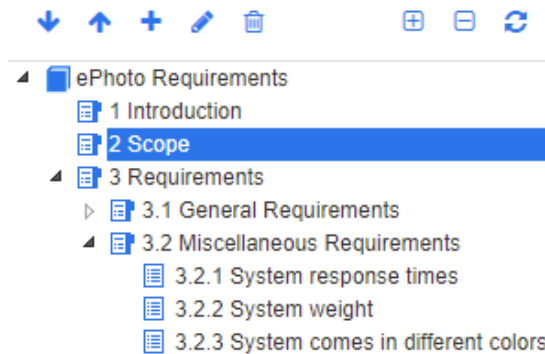 ePhoto Requirements
1 Introduction
2 Scope
3 Requirements
3.1 General Requirements
3.2 Miscellaneous Requirements
3.2.1 System response times
3.2.2 System weight
3.2.3 System comes in different colors